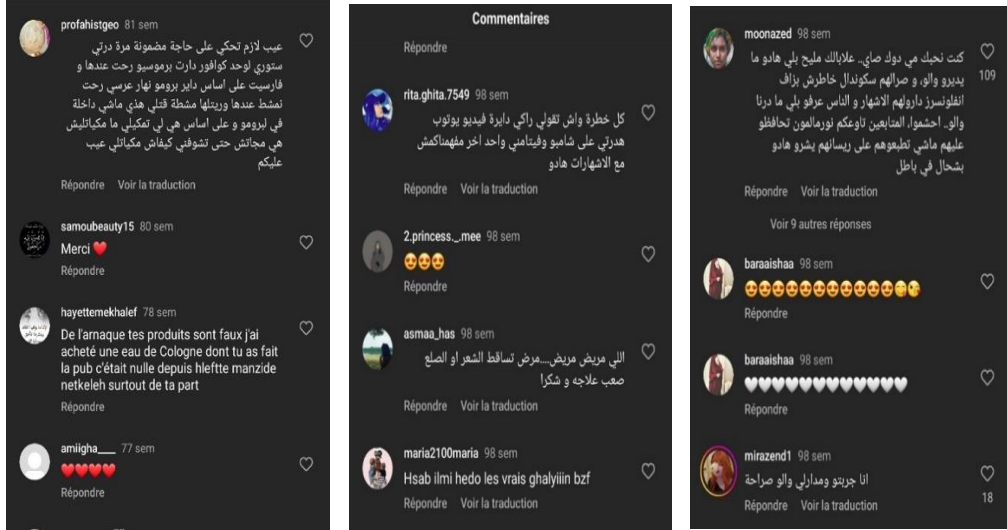 profahistgeo 81 sem
عيب لازم تحكي على حاجة مضمونة مرة درتي
ستوري لوحد كوافور دارت برموسيو رحت عندها و
فارسيت على اساس داير برومو نهار عرسي رحت
نمشط عندها وريتلها مشطة قتلي هذي ماشي داخلة
في لبرومو و على اساس هي لي تمكيلي ما مكياتليش
هي مجاتش حتى تشوفني كيفاش مكياتلي عيب
عليكم
Répondre Voir la traduction
samoubeauty15 80 sem
Merci ❤️
Répondre
hayettemekhalef 78 sem
De l'arnaque tes produits sont faux j'ai
acheté une eau de Cologne dont tu as fait
la pub c'était nulle depuis hleftte manzide
netkeleh surtout de ta part
Répondre
amiigha___ 77 sem
❤️❤️❤️❤️
Répondre
Commentaires
Répondre
rita.ghita.7549 98 sem
كل خطرة واش تقولي راكي دايرة فيديو يوتوب
هدرتي على شامبو وفيتامني واحد اخر مفهمناكمش
مع الاشهارات هادو
Répondre Voir la traduction
2.princess._.mee 98 sem
😍😍😍
Répondre
asmaa_has 98 sem
اللي مريض مريض....مرض تساقط الشعر او الصلع
صعب علاجه و شكرا!
Répondre Voir la traduction
maria2100maria 98 sem
Hsab ilmi hedo les vrais ghalyiiin bzf
Répondre Voir la traduction
moonazed 98 sem
كنت نحبك مي دوك صاي.. علابالك مليح بلي هادو ما
يديرو والو، و صرالهم سكوندال خاطرش بزاف
انفلونسرز دارولهم الاشهار و الناس عرفو بلي ما درنا
والو.. احشموا، المتابعين تاوعكم نورمالمون تحافظو
عليهم ماشي تطبعوهم على ريسانهم يشرو هادو
بشحال في باطل
109
Répondre Voir la traduction
Voir 9 autres réponses
baraaishaa 98 sem
😍😍😍😍😍😍😍😍😍😍😍😋😘
Répondre
baraaishaa 98 sem
🤍🤍🤍🤍🤍🤍🤍🤍🤍🤍🤍🤍
Répondre
mirazend1 98 sem
انا جربتو ومدارلي والو صراحة
18
Répondre Voir la traduction